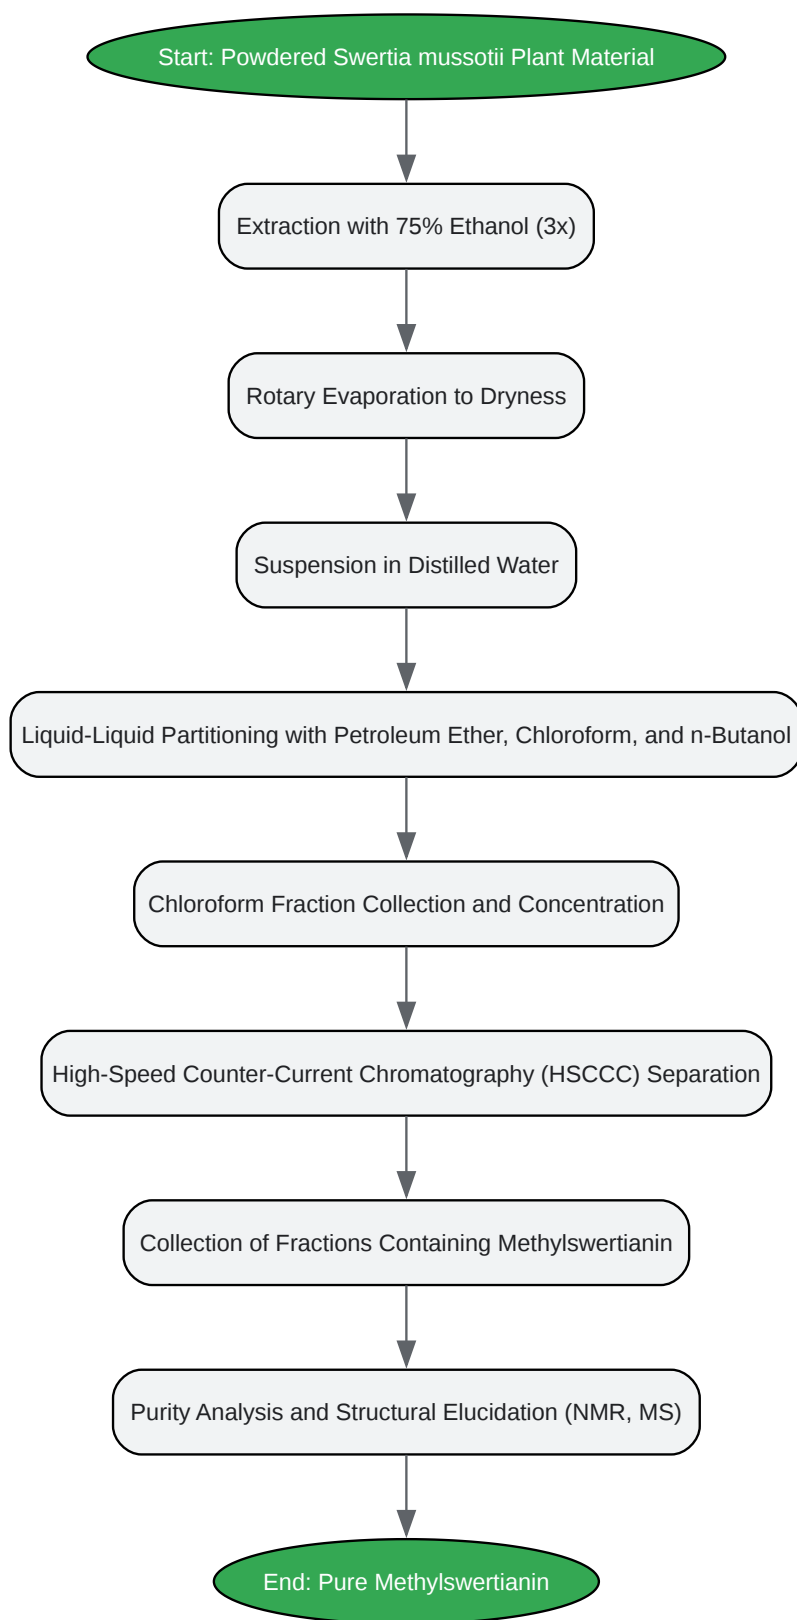 Start: Powdered Swertia mussotii Plant Material
Extraction with 75% Ethanol (3x)
Rotary Evaporation to Dryness
Suspension in Distilled Water
Liquid-Liquid Partitioning with Petroleum Ether, Chloroform, and n-Butanol
Chloroform Fraction Collection and Concentration
High-Speed Counter-Current Chromatography (HSCCC) Separation
Collection of Fractions Containing Methylswertianin
Purity Analysis and Structural Elucidation (NMR, MS)
End: Pure Methylswertianin